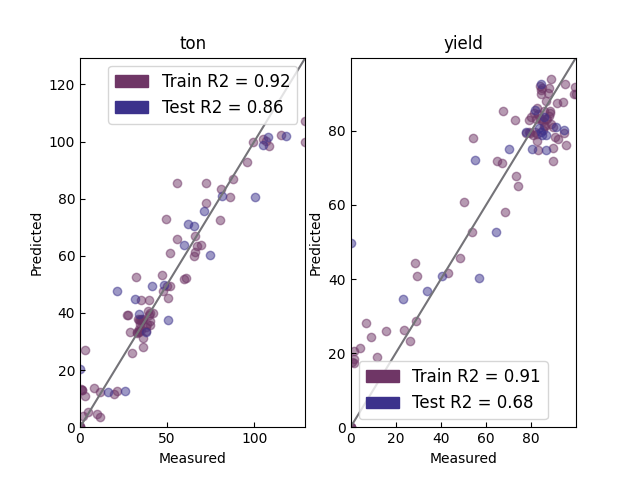 ton
yield
Train R2 = 0.92
Test R2 = 0.86
Train R2 = 0.91
Test R2 = 0.68
0
20
40
60
80
100
120
0
50
100
Measured
Predicted
0
20
40
60
80
0
20
40
60
80
Measured
Predicted